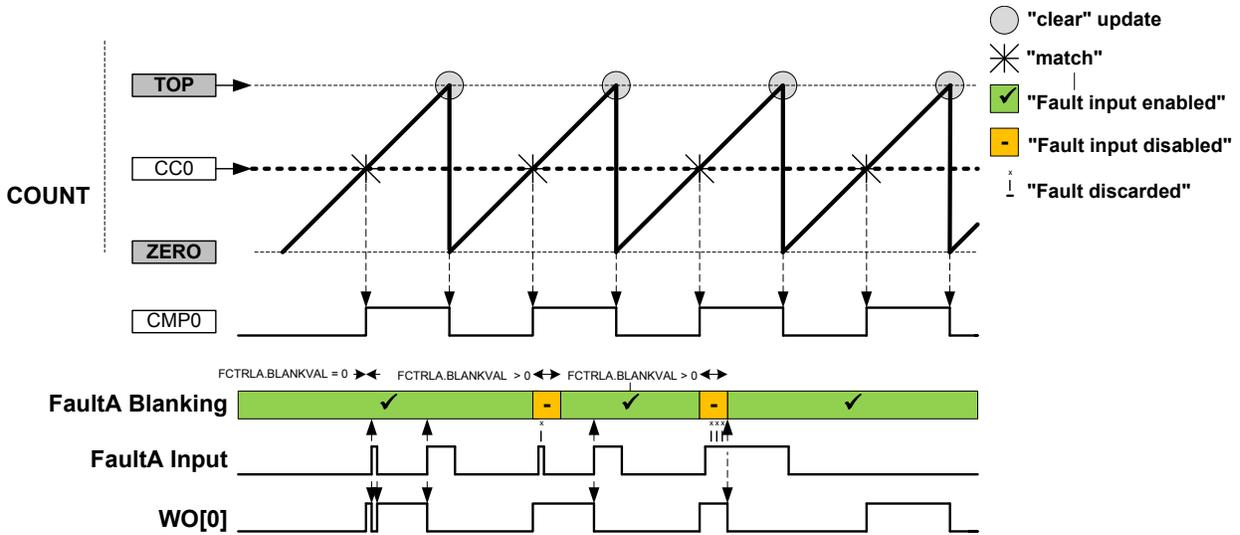 "clear" update
"match"
TOP
"Fault input enabled"
"Fault input disabled"
-
CC0
x
"Fault discarded"
COUNT
ZERO
CMP0
FCTRLA.BLANKVAL = 0
FCTRLA.BLANKVAL > 0
FCTRLA.BLANKVAL > 0
FaultA Blanking
- -
x xxx
FaultA Input
WO[0]